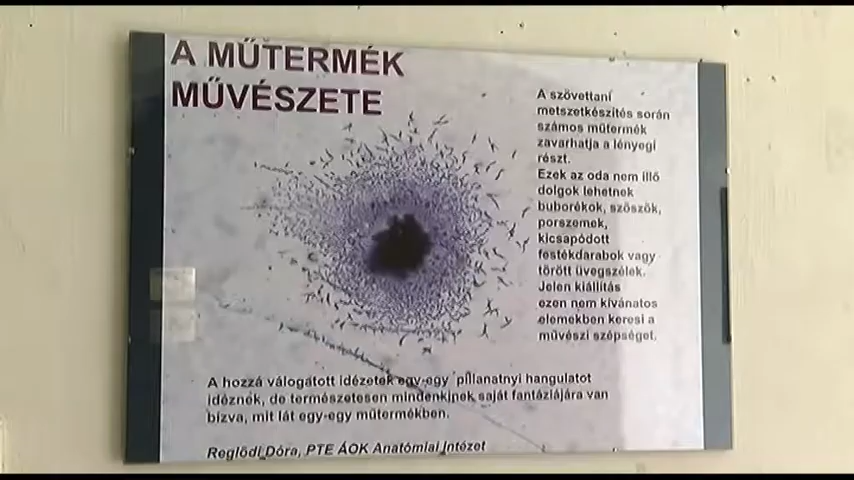 A MŰTERMÉK
MŰVÉSZETE
A szövettani
metszetkészítés során
számos műtermék
zavarhatja a lényegi
részt.
Ezek az oda nem illő
dolgok lehetnek
buborékok, szöszök,
porszemek,
kicsapódott
festékdarabok vagy
törött üvegszélek.
Jelen kiállítás
ezen nem kívánatos
elemekben keresi a
művészi szépséget.
A hozzá válogatott idézetek egy-egy pillanatnyi hangulatot
idéznek, de természetesen mindenkinek saját fantáziájára van
bízva, mit lát egy-egy műtermékben.
Reglődi Dóra, PTE ÁOK Anatómiai Intézet